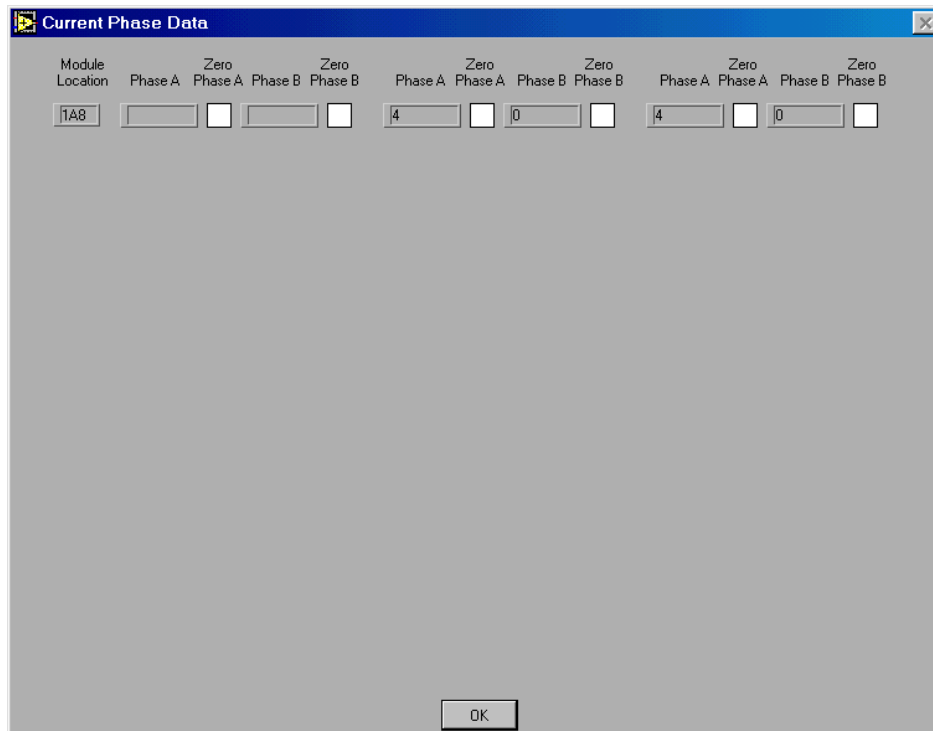 Current Phase Data
Module Location Phase A Zero Phase A Phase B Zero Phase B Phase A Zero Phase A Phase B Zero Phase B Phase A Zero Phase A Phase B Zero Phase B
1A8 4 0 4 0
OK